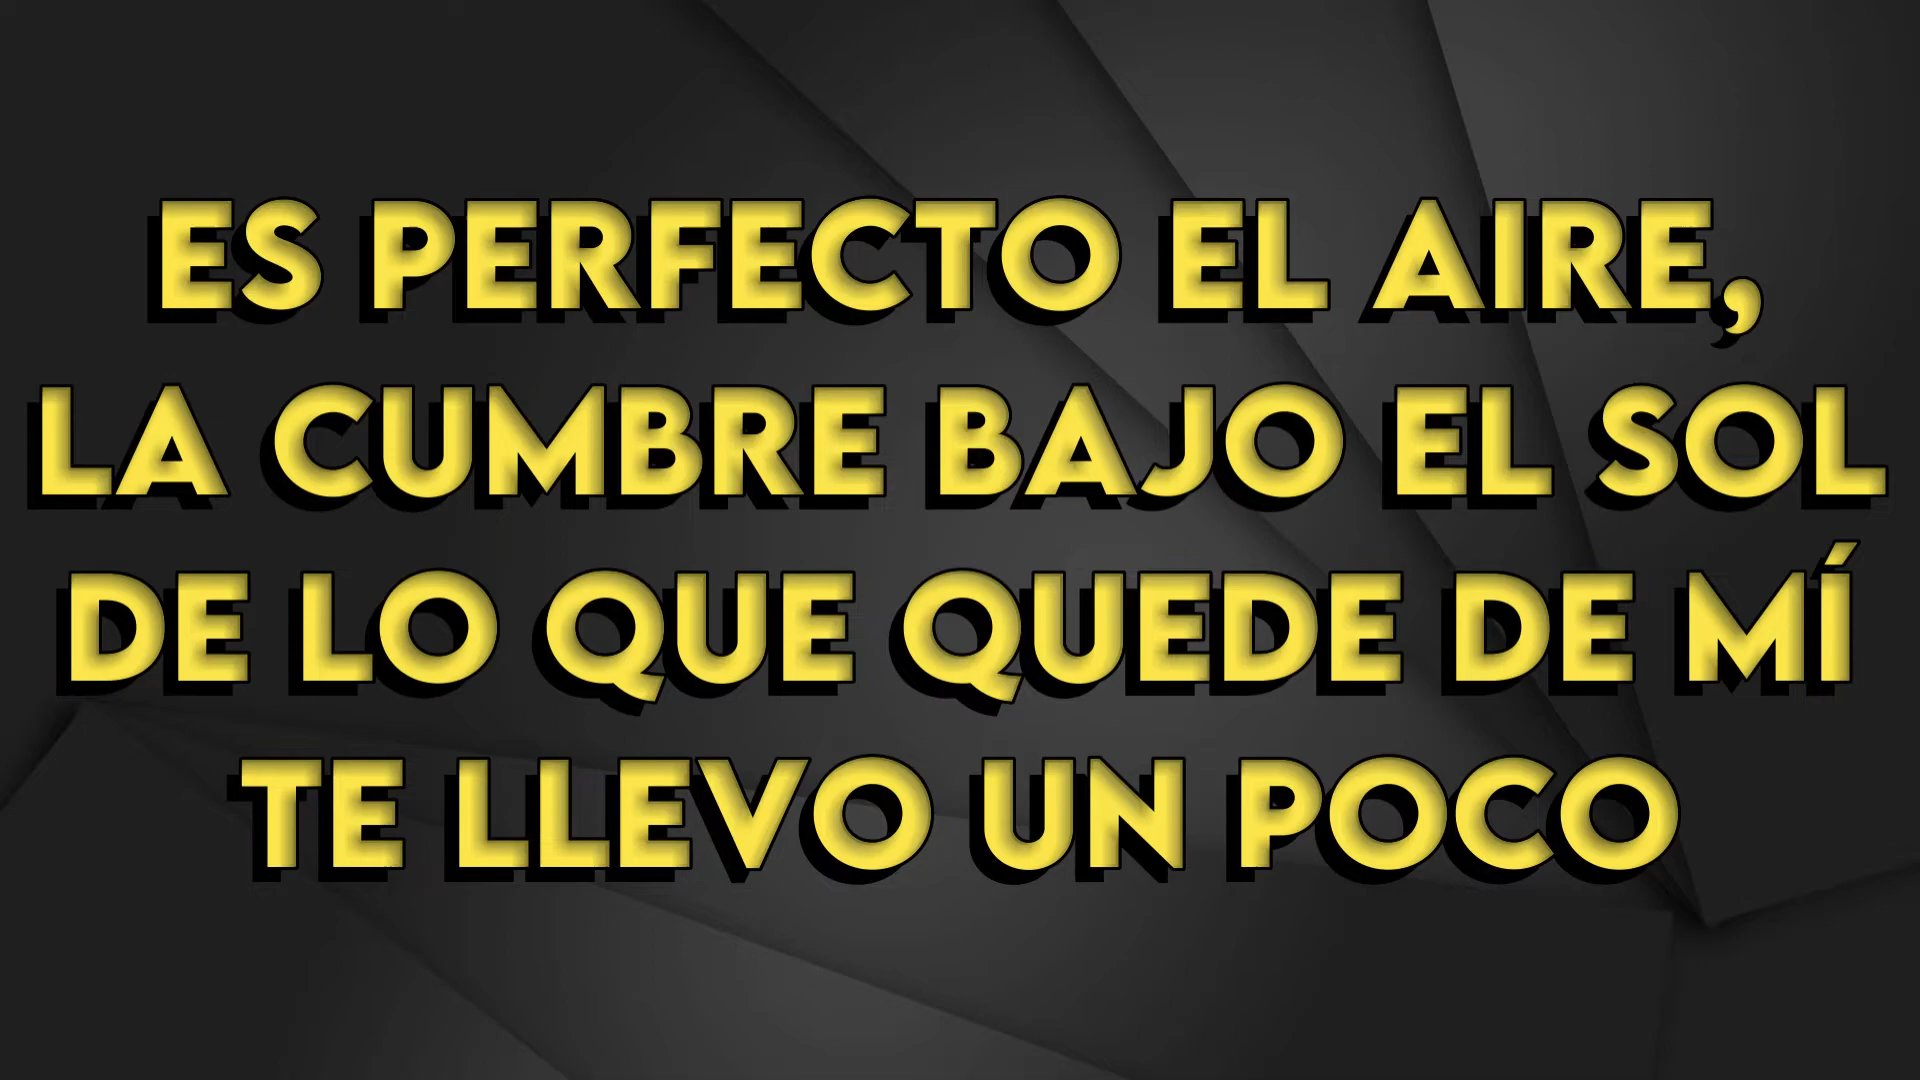 ES PERFECTO EL AIRE,
LA CUMBRE BAJO EL SOL
DE LO QUE QUEDE DE MÍ
TE LLEVO UN POCO